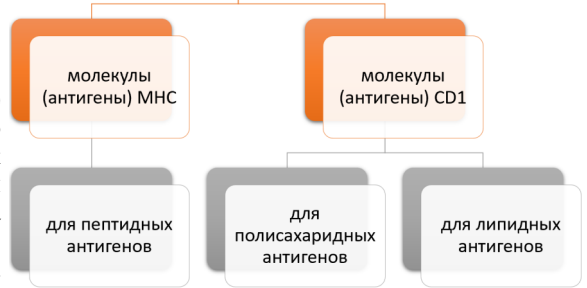 молекулы
(антигены) MHC
молекулы
(антигены) CD1
для пептидных
антигенов
для
полисахаридных
антигенов
для липидных
антигенов